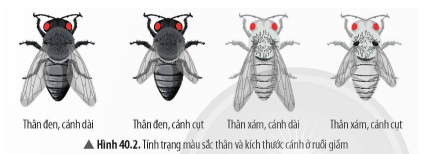 Thân đen, cánh dài Thân đen, cánh cụt Thân xám, cánh dài Thân xám, cánh cụt
▲ Hình 40.2. Tính trạng màu sắc thân và kích thước cánh ở ruồi giấm